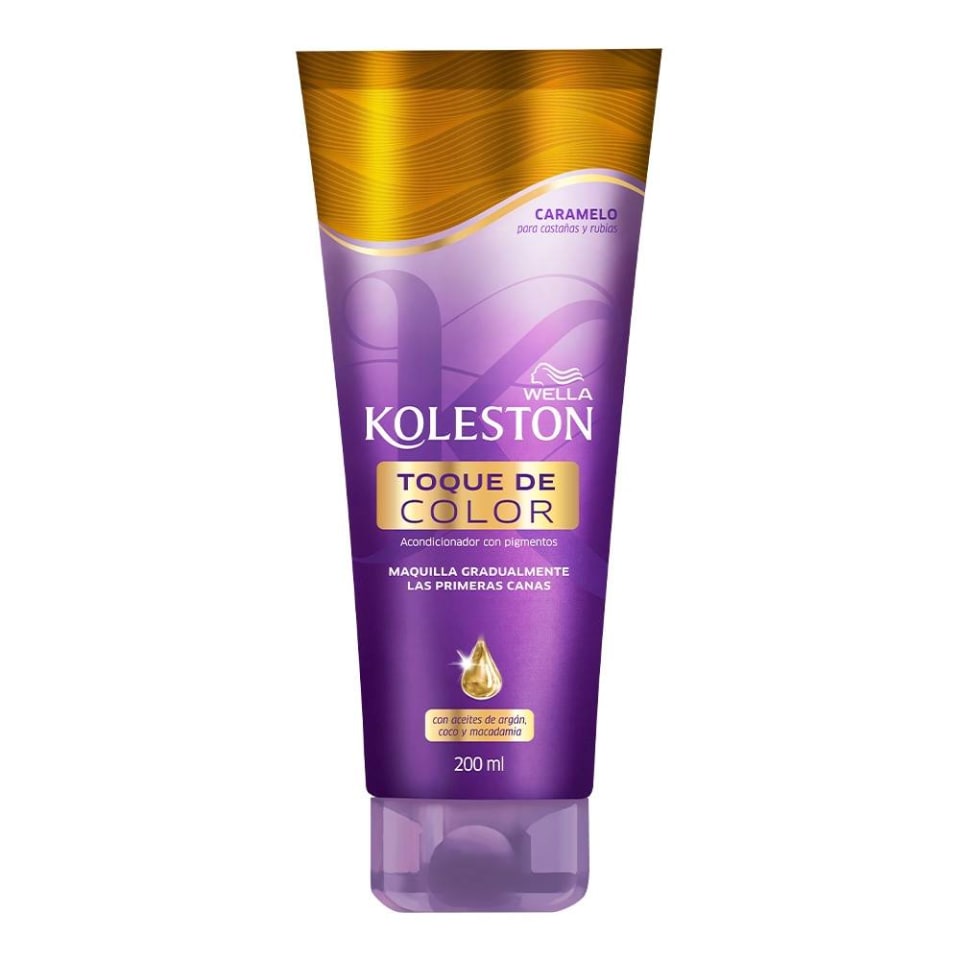 CARAMELO
para castañas y rubias
WELLA
KOLESTON
TOQUE DE
COLOR
Acondicionador con pigmentos
MAQUILLA GRADUALMENTE
LAS PRIMERAS CANAS
con aceites de argán,
coco y macadamia
200 ml